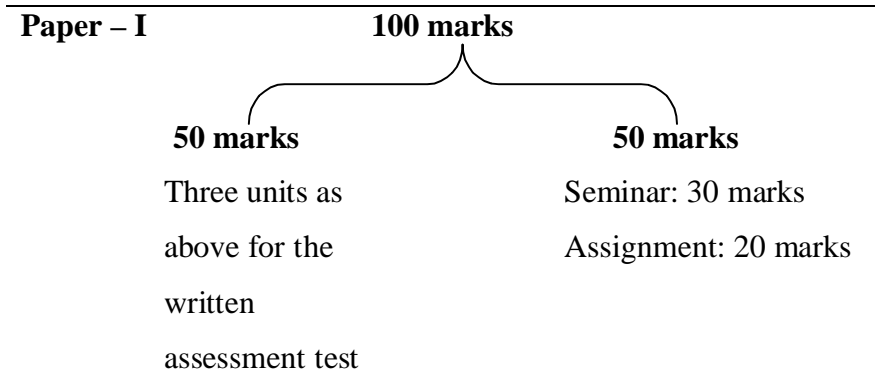 Paper – I 100 marks
50 marks 50 marks
Three units as Seminar: 30 marks
above for the Assignment: 20 marks
written
assessment test